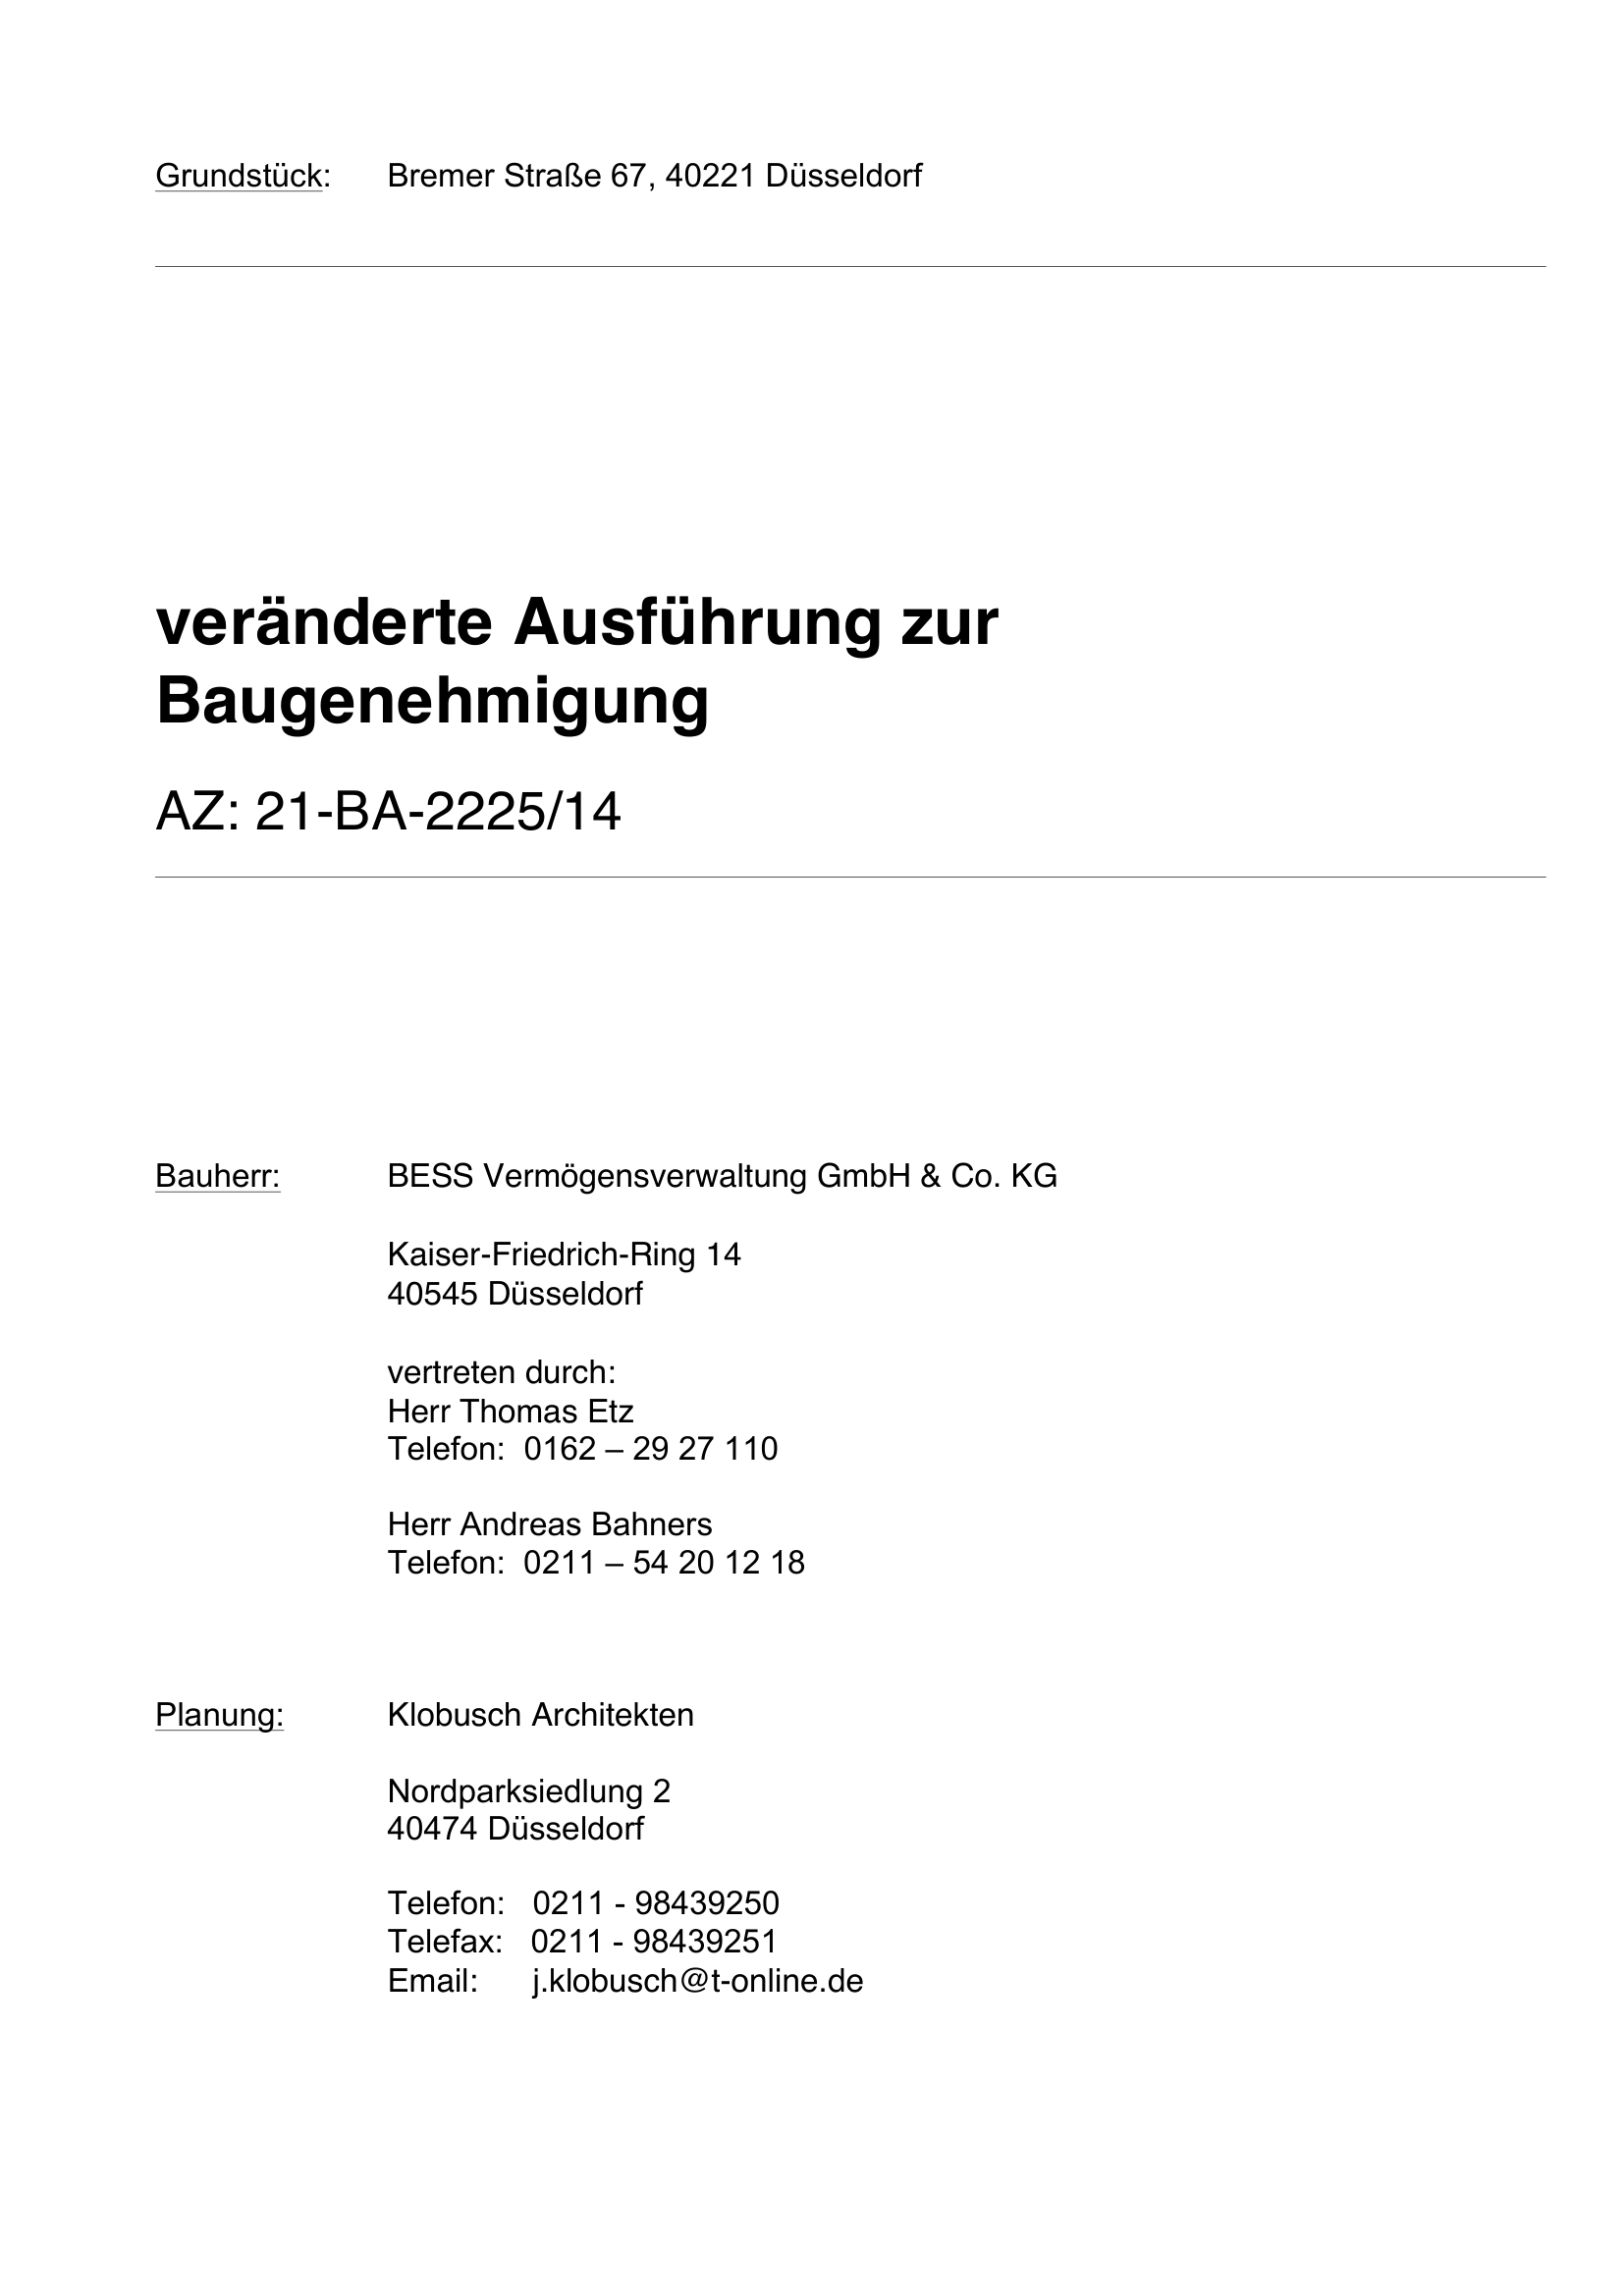 Grundstück: Bremer Straße 67, 40221 Düsseldorf
veränderte Ausführung zur
Baugenehmigung
AZ: 21-BA-2225/14
Bauherr: BESS Vermögensverwaltung GmbH & Co. KG
Kaiser-Friedrich-Ring 14
40545 Düsseldorf
vertreten durch:
Herr Thomas Etz
Telefon: 0162 – 29 27 110
Herr Andreas Bahners
Telefon: 0211 – 54 20 12 18
Planung: Klobusch Architekten
Nordparksiedlung 2
40474 Düsseldorf
Telefon: 0211 - 98439250
Telefax: 0211 - 98439251
Email: j.klobusch@t-online.de